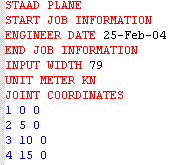 STAAD PLANE
START JOB INFORMATION
ENGINEER DATE 25-Feb-04
END JOB INFORMATION
INPUT WIDTH 79
UNIT METER KN
JOINT COORDINATES
1 0 0
2 5 0
3 10 0
4 15 0